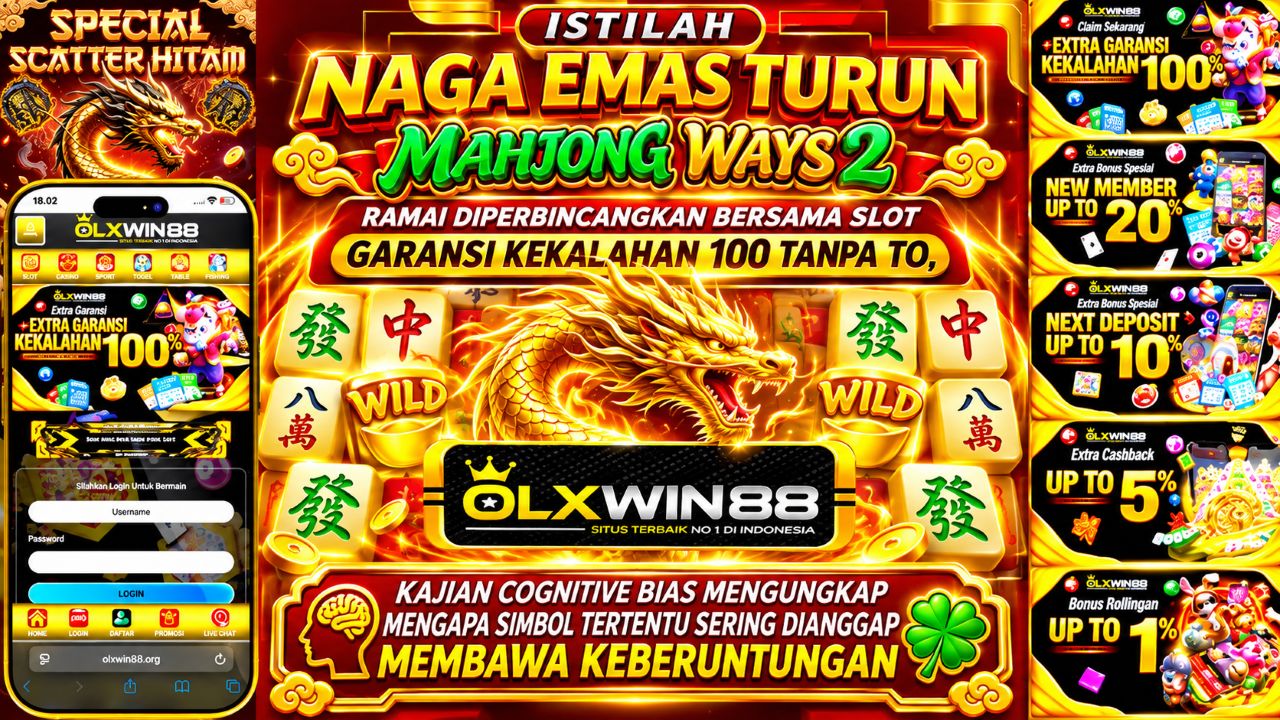 SPECIAL
SCATTER HITAM
18.02
OLXWIN88
SITUS TERBAIK NO 1 DI INDONESIA
SLOT CASINO SPORT TOGEL TABLE FISHING
OLXWIN88
Extra Garansi
+EXTRA GARANSI
KEKALAHAN 100%
Silahkan Login Untuk Bermain
Username
Password
LOGIN
HOME LOGIN DAFTAR PROMOSI LIVE CHAT
olxwin88.org
ISTILAH
NAGA EMAS TURUN
MAHJONG WAYS 2
RAMAI DIPERBINCANGKAN BERSAMA SLOT
GARANSI KEKALAHAN 100 TANPA TO,
發 中 發 中
八萬 WILD WILD 八萬
發 發
OLXWIN88
SITUS TERBAIK NO 1 DI INDONESIA
KAJIAN COGNITIVE BIAS MENGUNGKAP
MENGAPA SIMBOL TERTENTU SERING DIANGGAP
MEMBAWA KEBERUNTUNGAN
OLXWIN88
Claim Sekarang
+EXTRA GARANSI
KEKALAHAN 100%
OLXWIN88
Extra Bonus Spesial
NEW MEMBER
UP TO 20%
OLXWIN88
Extra Bonus Spesial
NEXT DEPOSIT
UP TO 10%
OLXWIN88
Extra Cashback
UP TO 5%
OLXWIN88
Bonus Rollingan
UP TO 1%